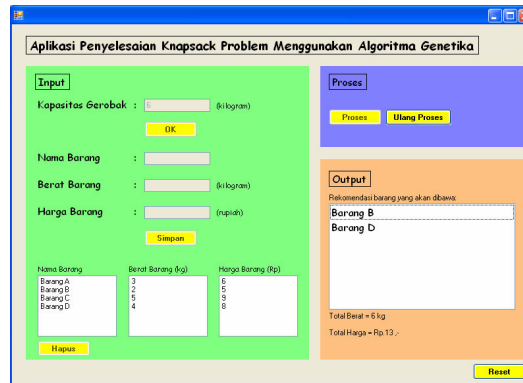 Aplikasi Penyelesaian Knapsack Problem Menggunakan Algoritma Genetika
Input
Kapasitas Gerobak : 6 (kilogram)
OK
Nama Barang :
Berat Barang : (kilogram)
Harga Barang : (rupiah)
Simpan
Nama Barang Berat Barang (kg) Harga Barang (Rp)
Barang A 3 6
Barang B 2 5
Barang C 5 9
Barang D 4 8
Hapus
Proses
Proses Ulang Proses
Output
Rekomendasi barang yang akan dibawa:
Barang B
Barang D
Total Berat = 6 kg
Total Harga = Rp.13 ,-
Reset